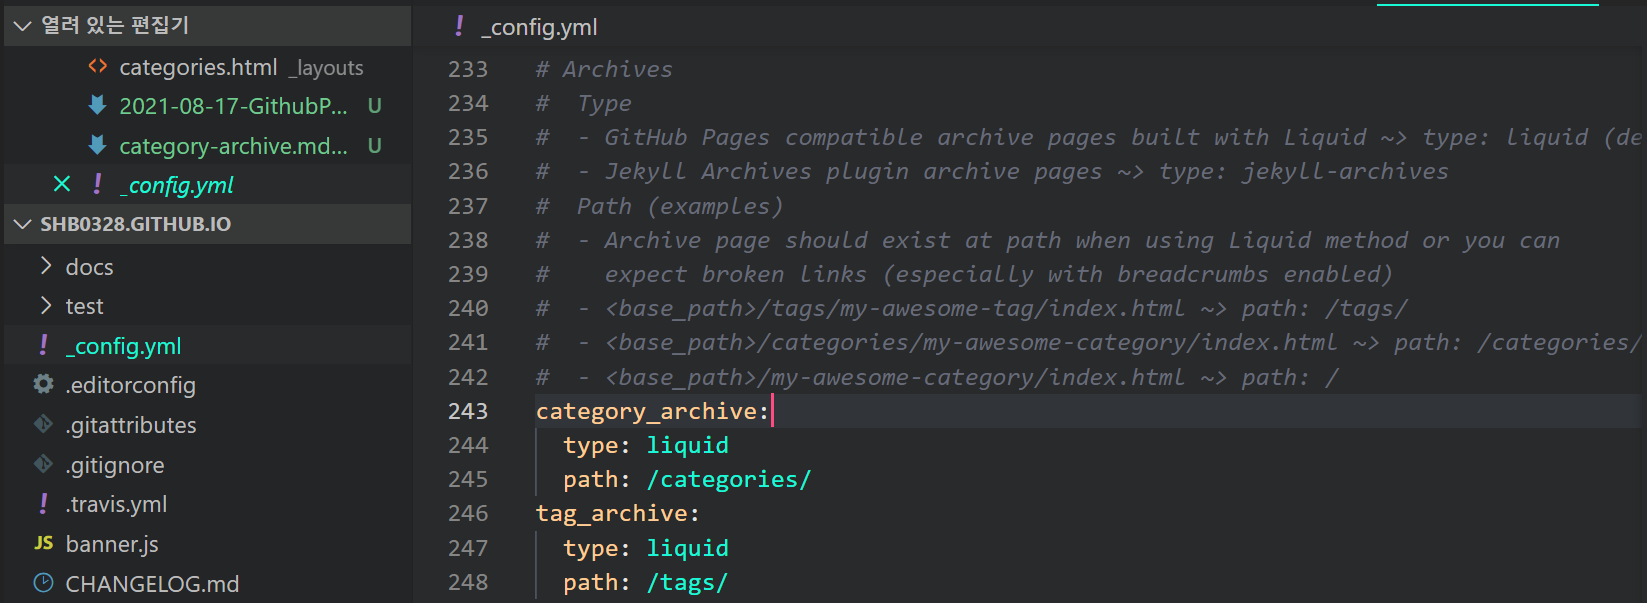 열려 있는 편집기
categories.html _layouts
2021-08-17-GithubP... U
category-archive.md... U
_config.yml
SHB0328.GITHUB.IO
docs
test
_config.yml
.editorconfig
.gitattributes
.gitignore
.travis.yml
JS banner.js
CHANGELOG.md
_config.yml
233 # Archives
234 #  Type
235 #  - GitHub Pages compatible archive pages built with Liquid ~> type: liquid (de
236 #  - Jekyll Archives plugin archive pages ~> type: jekyll-archives
237 #  Path (examples)
238 #  - Archive page should exist at path when using Liquid method or you can
239 #    expect broken links (especially with breadcrumbs enabled)
240 #  - <base_path>/tags/my-awesome-tag/index.html ~> path: /tags/
241 #  - <base_path>/categories/my-awesome-category/index.html ~> path: /categories/
242 #  - <base_path>/my-awesome-category/index.html ~> path: /
243 category_archive:
244   type: liquid
245   path: /categories/
246 tag_archive:
247   type: liquid
248   path: /tags/